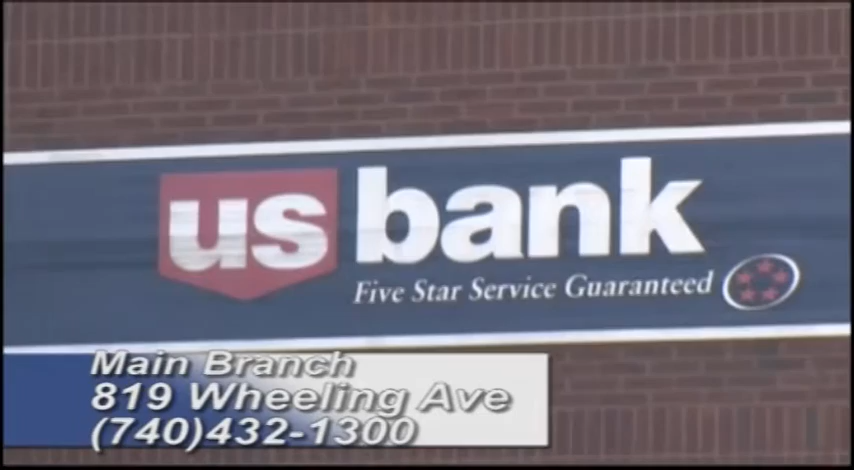 us bank
Five Star Service Guaranteed
Main Branch
819 Wheeling Ave
(740)432-1300